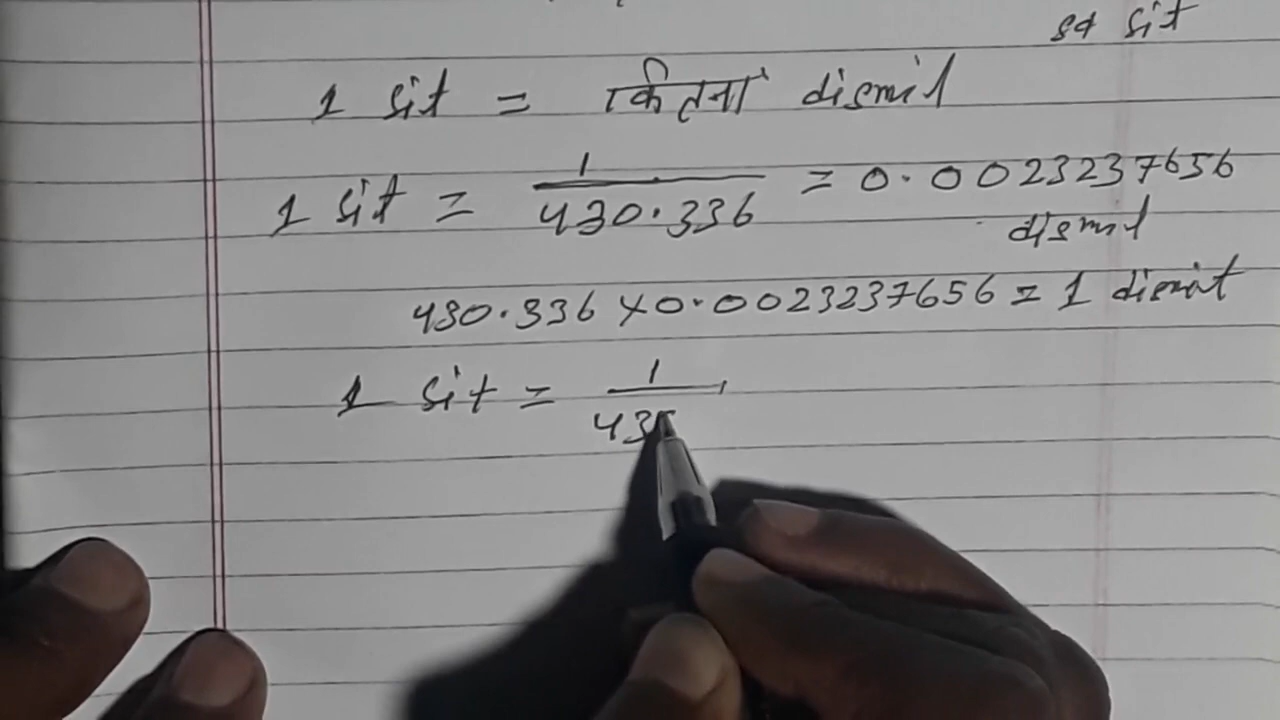 sq sit
1 sit = कितना dismil
1 sit = 1/430.336 = 0.0023237656
dismil
430.336 x 0.0023237656 = 1 dismil
1 sit = 1/435